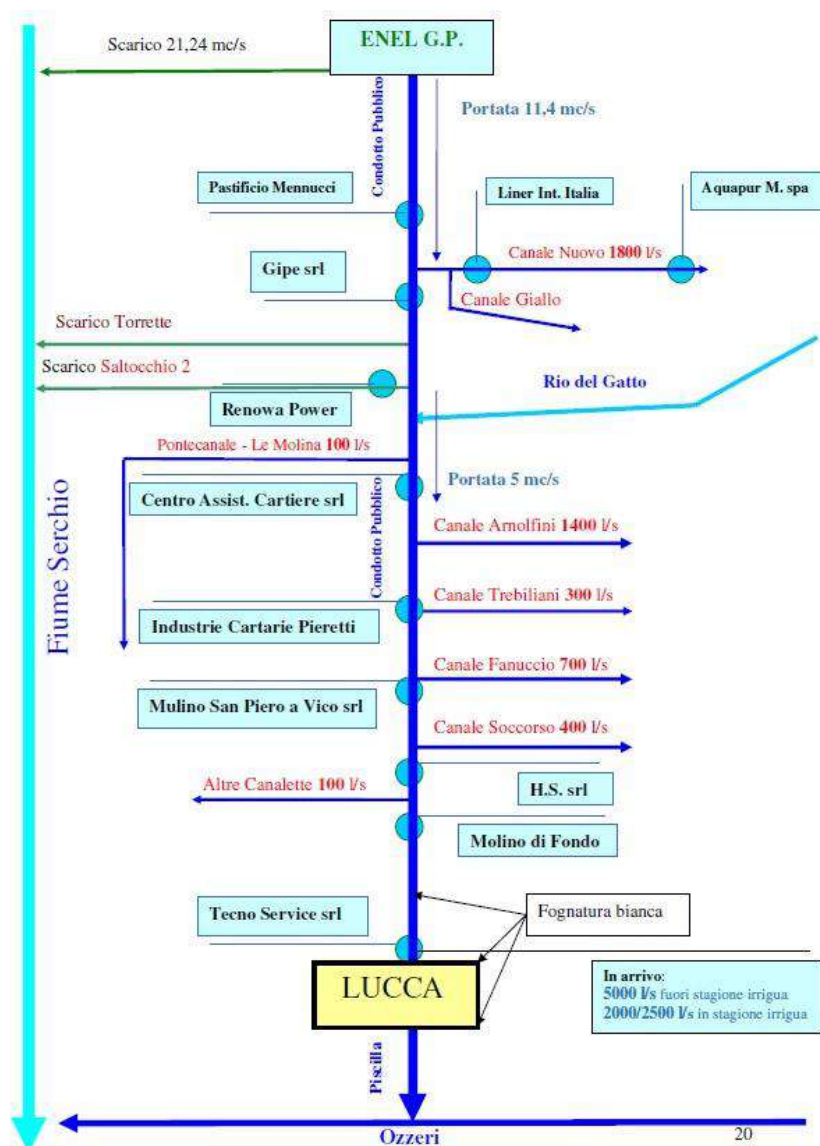 ENEL G.P.
Scarico 21,24 mc/s
Condotto Pubblico
Portata 11,4 mc/s
Pastificio Mennucci
Liner Int. Italia
Aquapur M. spa
Canale Nuovo 1800 l/s
Gipe srl
Canale Giallo
Scarico Torrette
Scarico Saltocchio 2
Rio del Gatto
Renowa Power
Pontecanale - Le Molina 100 l/s
Portata 5 mc/s
Centro Assist. Cartiere srl
Condotto Pubblico
Canale Arnolfini 1400 l/s
Fiume Serchio
Canale Trebiliani 300 l/s
Industrie Cartarie Pieretti
Canale Fanuccio 700 l/s
Mulino San Piero a Vico srl
Canale Soccorso 400 l/s
Altre Canalette 100 l/s
H.S. srl
Molino di Fondo
Tecno Service srl
Fognatura bianca
LUCCA
In arrivo:
5000 l/s fuori stagione irrigua
2000/2500 l/s in stagione irrigua
Piscilla
Ozzeri
20